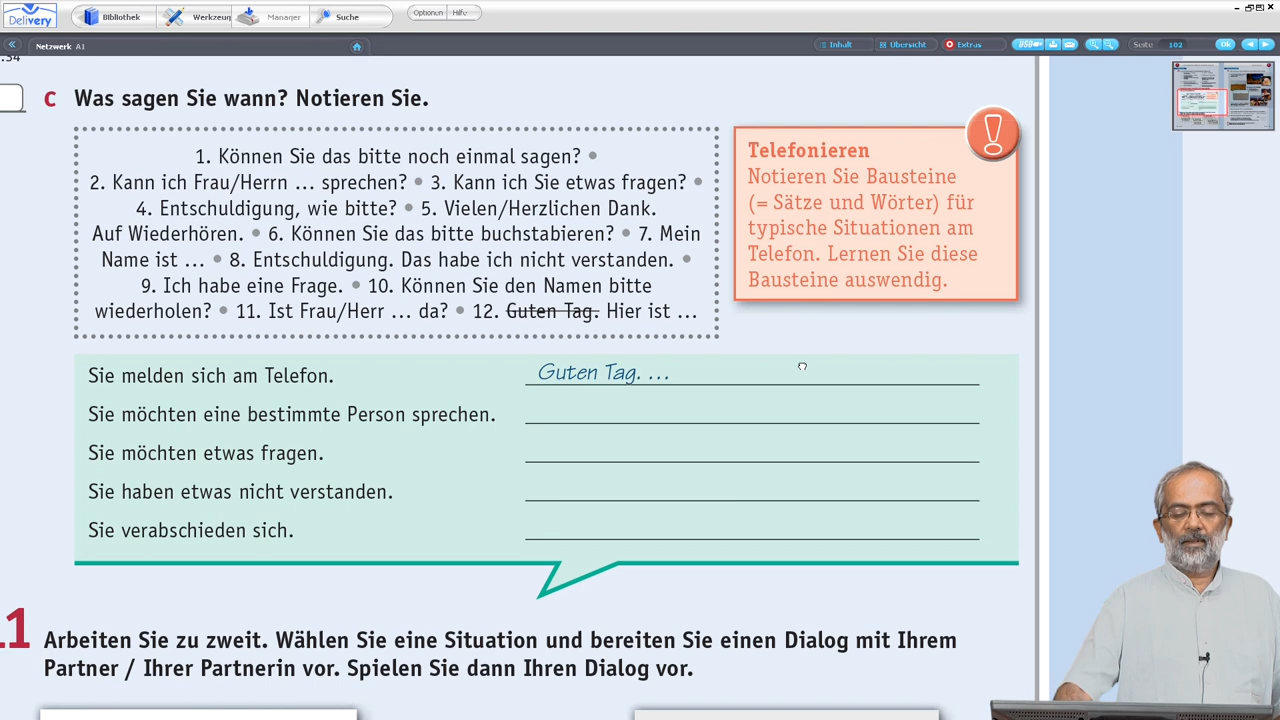 Delivery
Bibliothek
Werkzeug
Manager
Suche
Optionen
Hilfe
Netzwerk A1
Inhalt
Übersicht
Extras
Seite 102
Ok
c Was sagen Sie wann? Notieren Sie.
1. Können Sie das bitte noch einmal sagen? •
2. Kann ich Frau/Herrn ... sprechen? • 3. Kann ich Sie etwas fragen? •
4. Entschuldigung, wie bitte? • 5. Vielen/Herzlichen Dank.
Auf Wiederhören. • 6. Können Sie das bitte buchstabieren? • 7. Mein
Name ist ... • 8. Entschuldigung. Das habe ich nicht verstanden. •
9. Ich habe eine Frage. • 10. Können Sie den Namen bitte
wiederholen? • 11. Ist Frau/Herr ... da? • 12. Guten Tag. Hier ist ...
!
Telefonieren
Notieren Sie Bausteine
(= Sätze und Wörter) für
typische Situationen am
Telefon. Lernen Sie diese
Bausteine auswendig.
Sie melden sich am Telefon. Guten Tag. ...
Sie möchten eine bestimmte Person sprechen.
Sie möchten etwas fragen.
Sie haben etwas nicht verstanden.
Sie verabschieden sich.
Arbeiten Sie zu zweit. Wählen Sie eine Situation und bereiten Sie einen Dialog mit Ihrem
Partner / Ihrer Partnerin vor. Spielen Sie dann Ihren Dialog vor.